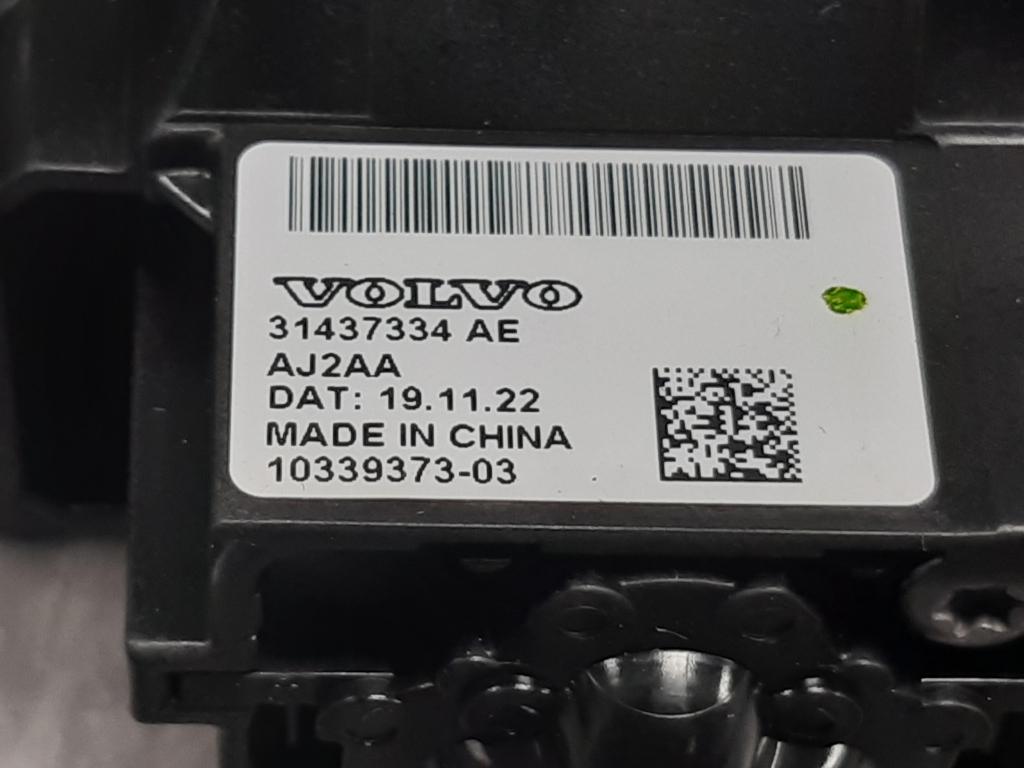 VOLVO
31437334 AE
AJ2AA
DAT: 19.11.22
MADE IN CHINA
10339373-03